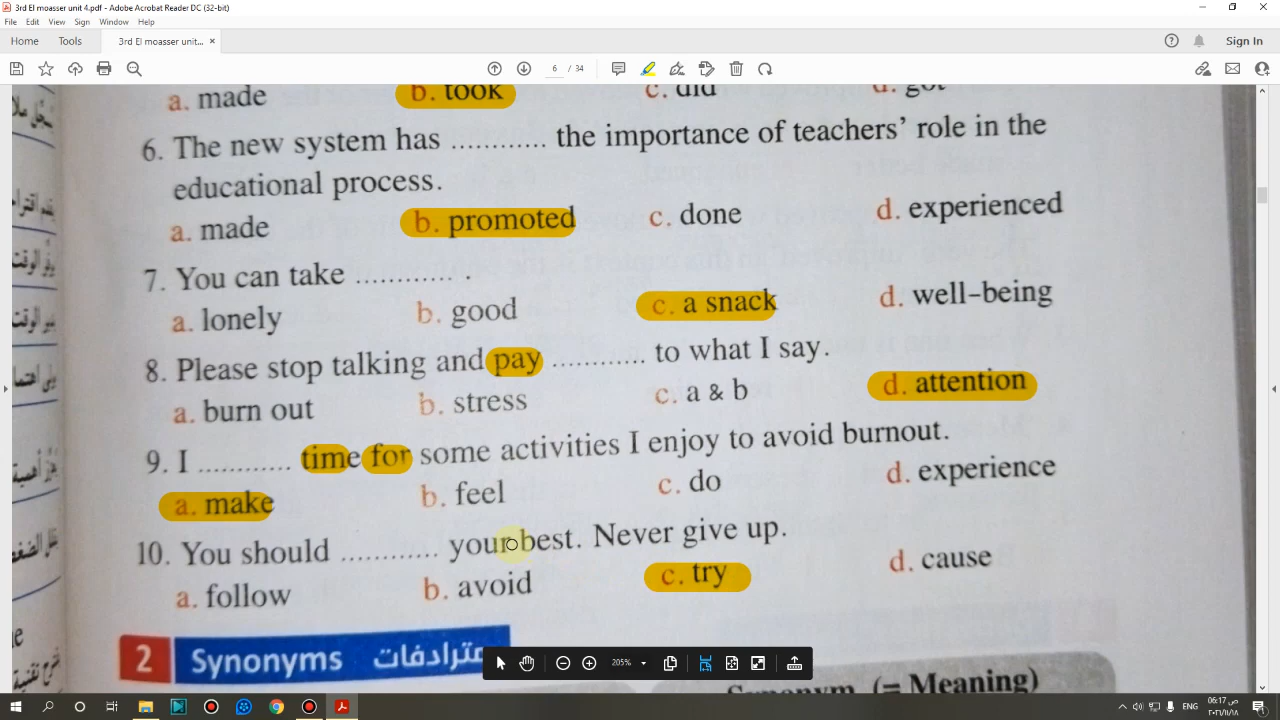 3rd El moasser unit 4.pdf - Adobe Acrobat Reader DC (32-bit)
File Edit View Sign Window Help
Home Tools 3rd El moasser unit... × Sign In
6 / 34
a. made b. took c. did d. got
6. The new system has ............ the importance of teachers' role in the
educational process.
a. made b. promoted c. done d. experienced
7. You can take ............ .
a. lonely b. good c. a snack d. well-being
8. Please stop talking and pay ............ to what I say.
a. burn out b. stress c. a & b d. attention
9. I ............ time for some activities I enjoy to avoid burnout.
a. make b. feel c. do d. experience
10. You should ............ your best. Never give up.
a. follow b. avoid c. try d. cause
2 Synonyms
205%
Synonym (= Meaning)
ENG
06:17 ص